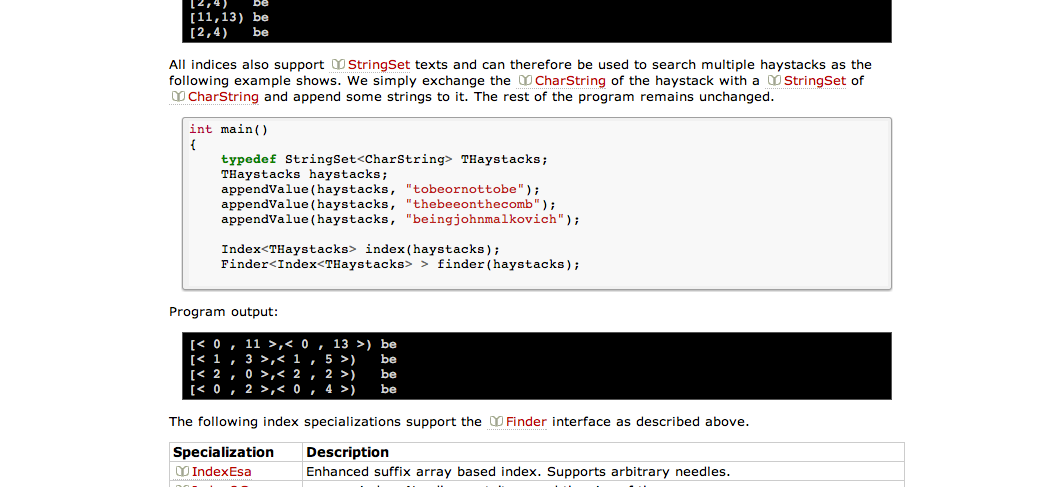 [2,4)   be
[11,13) be
[2,4)   be
All indices also support StringSet texts and can therefore be used to search multiple haystacks as the
following example shows. We simply exchange the CharString of the haystack with a StringSet of
CharString and append some strings to it. The rest of the program remains unchanged.
int main()
{
    typedef StringSet<CharString> THaystacks;
    THaystacks haystacks;
    appendValue(haystacks, "tobeornottobe");
    appendValue(haystacks, "thebeeonthecomb");
    appendValue(haystacks, "beingjohnmalkovich");
    Index<THaystacks> index(haystacks);
    Finder<Index<THaystacks> > finder(haystacks);
Program output:
[< 0 , 11 >,< 0 , 13 >) be
[< 1 , 3 >,< 1 , 5 >)   be
[< 2 , 0 >,< 2 , 2 >)   be
[< 0 , 2 >,< 0 , 4 >)   be
The following index specializations support the Finder interface as described above.
Specialization Description
IndexEsa Enhanced suffix array based index. Supports arbitrary needles.